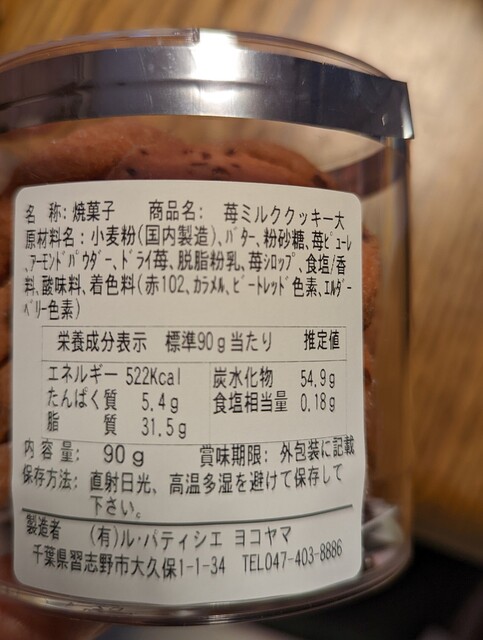 名　称: 焼菓子　　商品名: 苺ミルククッキー大
原材料名: 小麦粉(国内製造)、バター、粉砂糖、苺ピューレ
、アーモンドパウダー、ドライ苺、脱脂粉乳、苺シロップ、食塩/香
料、酸味料、着色料(赤102、カラメル、ビートレッド色素、エルダー
ベリー色素)
栄養成分表示　標準90g当たり　　推定値
エネルギー 522Kcal　炭水化物　54.9g
たんぱく質　5.4g　食塩相当量 0.18g
脂　　質　31.5g
内容量:　90g　　賞味期限: 外包装に記載
保存方法: 直射日光、高温多湿を避けて保存して
下さい。
製造者　(有)ル・パティシエ ヨコヤマ
千葉県習志野市大久保1-1-34　TEL047-403-8886